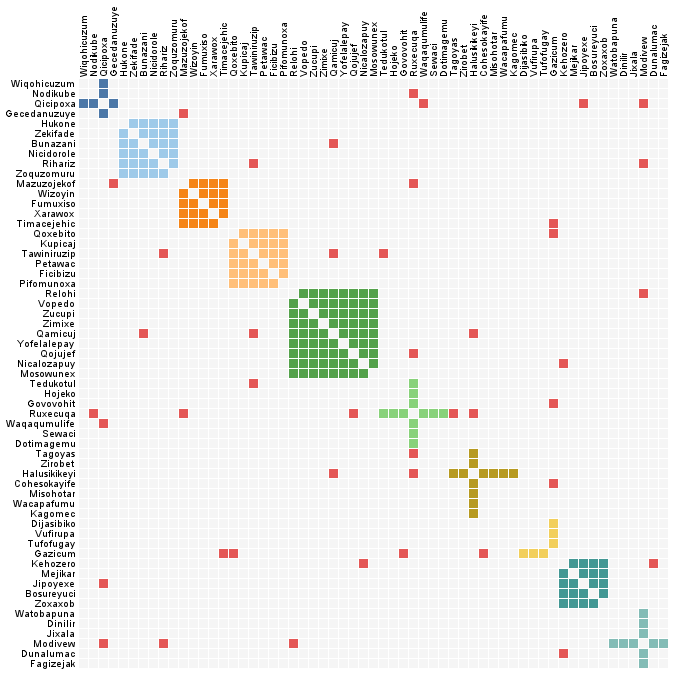 Wiqohicuzum
Nodikube
Qicipoxa
Gecedanuzuye
Hukone
Zekifade
Bunazani
Nicidorole
Rihariz
Zoquzomuru
Mazuzojekof
Wizoyin
Fumuxiso
Xarawox
Timacejehic
Qoxebito
Kupicaj
Tawiniruzip
Petawac
Ficibizu
Pifomunoxa
Relohi
Vopedo
Zucupi
Zimixe
Qamicuj
Yofelalepay
Qojujef
Nicalozapuy
Mosowunex
Tedukotul
Hojeko
Govovohit
Ruxecuqa
Waqaqumulife
Sewaci
Dotimagemu
Tagoyas
Zirobet
Halusikikeyi
Cohesokayife
Misohotar
Wacapafumu
Kagomec
Dijasibiko
Vufirupa
Tufofugay
Gazicum
Kehozero
Mejikar
Jipoyexe
Bosureyuci
Zoxaxob
Watobapuna
Dinilir
Jixala
Modivew
Dunalumac
Fagizejak
Wiqohicuzum
Nodikube
Qicipoxa
Gecedanuzuye
Hukone
Zekifade
Bunazani
Nicidorole
Rihariz
Zoquzomuru
Mazuzojekof
Wizoyin
Fumuxiso
Xarawox
Timacejehic
Qoxebito
Kupicaj
Tawiniruzip
Petawac
Ficibizu
Pifomunoxa
Relohi
Vopedo
Zucupi
Zimixe
Qamicuj
Yofelalepay
Qojujef
Nicalozapuy
Mosowunex
Tedukotul
Hojeko
Govovohit
Ruxecuqa
Waqaqumulife
Sewaci
Dotimagemu
Tagoyas
Zirobet
Halusikikeyi
Cohesokayife
Misohotar
Wacapafumu
Kagomec
Dijasibiko
Vufirupa
Tufofugay
Gazicum
Kehozero
Mejikar
Jipoyexe
Bosureyuci
Zoxaxob
Watobapuna
Dinilir
Jixala
Modivew
Dunalumac
Fagizejak